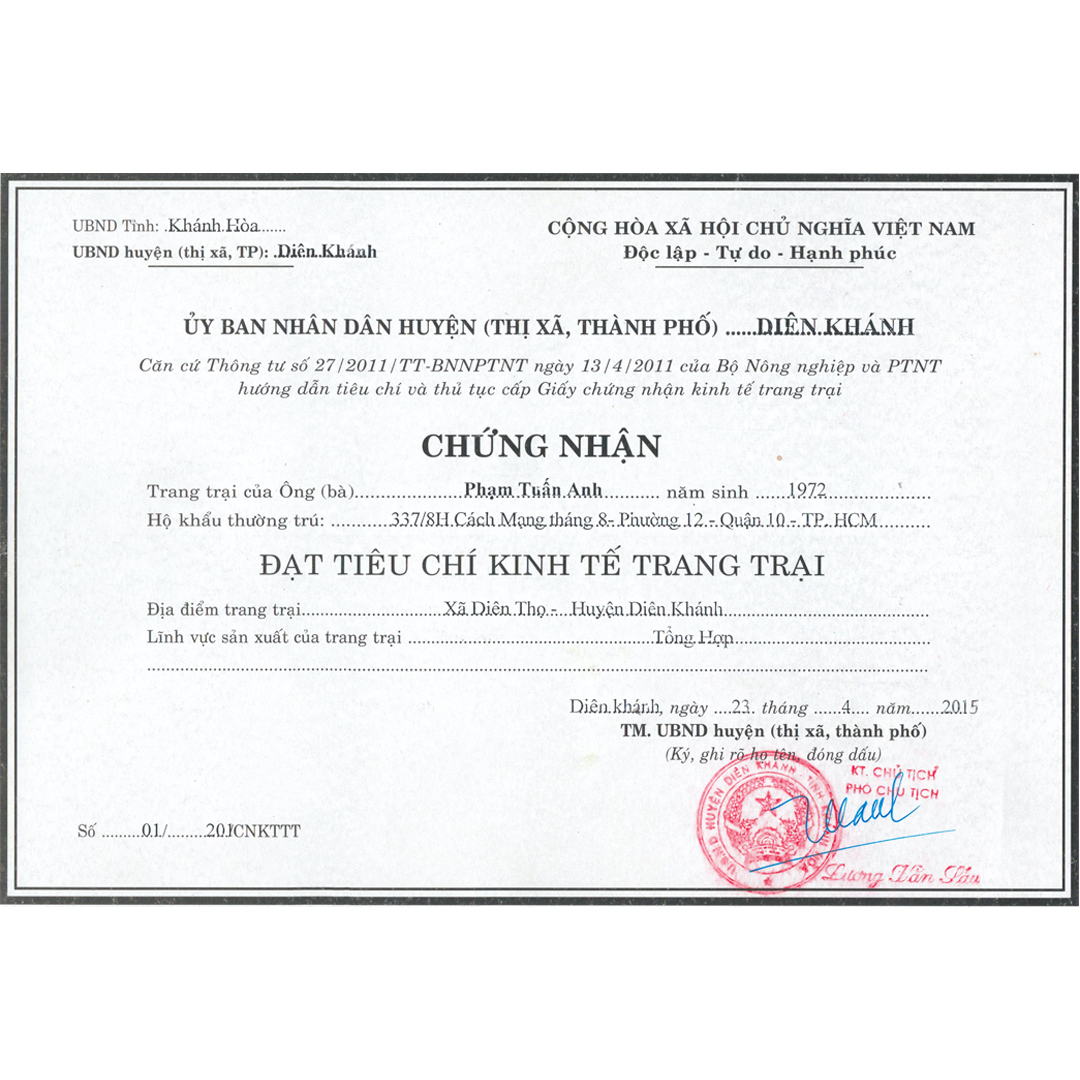 UBND Tỉnh: .Khánh.Hòa.......
CỘNG HÒA XÃ HỘI CHỦ NGHĨA VIỆT NAM
UBND huyện (thị xã, TP): .Diên.Khánh
Độc lập - Tự do - Hạnh phúc
ỦY BAN NHÂN DÂN HUYỆN (THỊ XÃ, THÀNH PHỐ) ......DIÊN.KHÁNH
Căn cứ Thông tư số 27/2011/TT-BNNPTNT ngày 13/4/2011 của Bộ Nông nghiệp và PTNT
hướng dẫn tiêu chí và thủ tục cấp Giấy chứng nhận kinh tế trang trại
CHỨNG NHẬN
Trang trại của Ông (bà)......................Phạm Tuấn Anh............ năm sinh ......1972.....................
Hộ khẩu thường trú: ............337/8H.Cách Mạng tháng 8- Phường 12 - Quận 10 - TP. HCM..........
ĐẠT TIÊU CHÍ KINH TẾ TRANG TRẠI
Địa điểm trang trại.............................Xã Diên Thọ - Huyện Diên Khánh..........................................
Lĩnh vực sản xuất của trang trại .................................................Tổng Hợp........................................
Diên khánh, ngày ....23. tháng ......4.... năm.......2015
TM. UBND huyện (thị xã, thành phố)
(Ký, ghi rõ họ tên, đóng dấu)
KT. CHỦ TỊCH
PHÓ CHỦ TỊCH
U.B.N.D HUYỆN DIÊN KHÁNH - TỈNH KHÁNH HÒA
Số .........01./.........201CNKTTT
Lương Văn Sáu